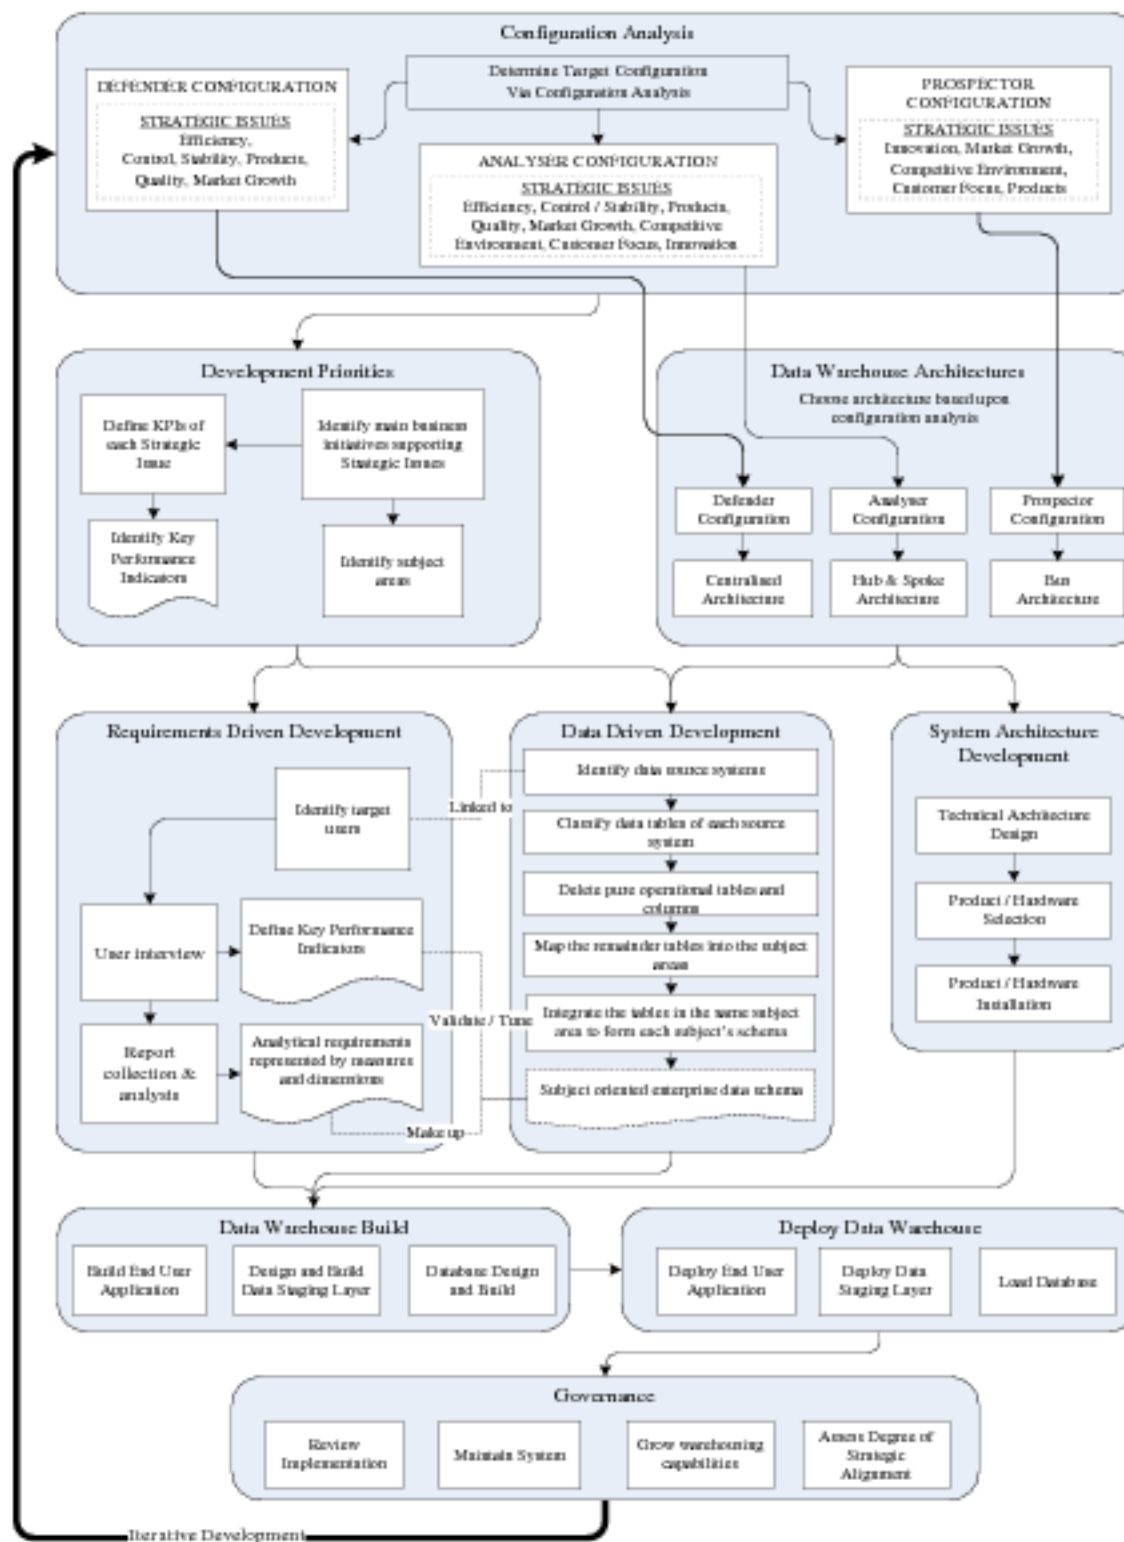 Configuration Analysis
DEFENDER CONFIGURATION
STRATEGIC ISSUES
Efficiency,
Control, Stability, Products,
Quality, Market Growth
Determine Target Configuration
Via Configuration Analysis
PROSPECTOR
CONFIGURATION
STRATEGIC ISSUES
Innovation, Market Growth,
Competitive Environment,
Customer Focus, Products
ANALYSER CONFIGURATION
STRATEGIC ISSUES
Efficiency, Control / Stability, Products,
Quality, Market Growth, Competitive
Environment, Customer Focus, Innovation
Development Priorities
Define KPIs of
each Strategic
Issue
Identify main business
initiatives supporting
Strategic Issues
Identify Key
Performance
Indicators
Identify subject
areas
Data Warehouse Architectures
Choose architecture based upon
configuration analysis
Defender
Configuration
Analyser
Configuration
Prospector
Configuration
Centralised
Architecture
Hub & Spoke
Architecture
Bus
Architecture
Requirements Driven Development
Identify target
users
User interview
Define Key Performance
Indicators
Report
collection &
analysis
Analytical requirements
represented by measures
and dimensions
Linked to
Validate / Tune
Make up
Data Driven Development
Identify data source systems
Classify data tables of each source
system
Delete pure operational tables and
columns
Map the remainder tables into the subject
areas
Integrate the tables in the same subject
area to form each subject's schema
Subject oriented enterprise data schema
System Architecture
Development
Technical Architecture
Design
Product / Hardware
Selection
Product / Hardware
Installation
Data Warehouse Build
Build End User
Application
Design and Build
Data Staging Layer
Database Design
and Build
Deploy Data Warehouse
Deploy End User
Application
Deploy Data
Staging Layer
Load Database
Governance
Review
Implementation
Maintain System
Grow warehousing
capabilities
Assess Degree of
Strategic
Alignment
Iterative Development